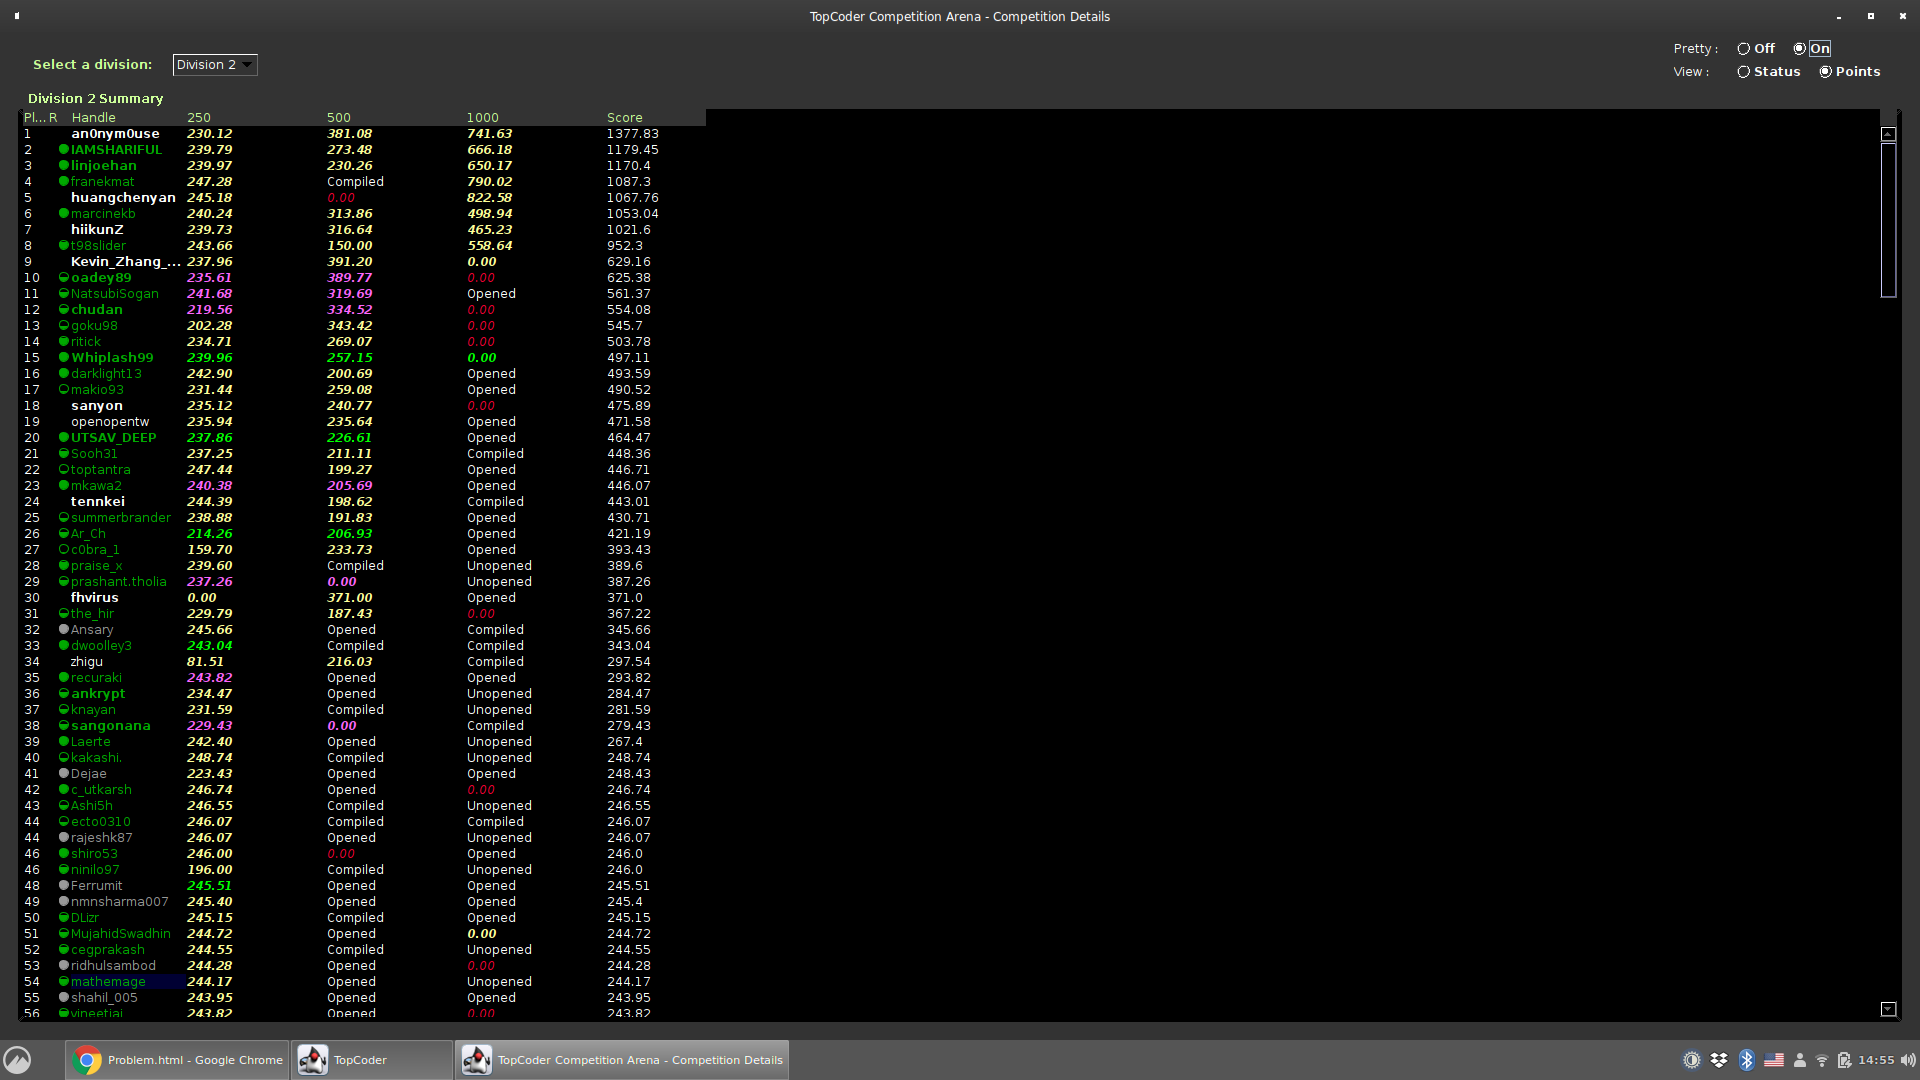 TopCoder Competition Arena - Competition Details
Pretty : Off On
Select a division: Division 2
View : Status Points
Division 2 Summary
Pl... R Handle 250 500 1000 Score
1 an0nym0use 230.12 381.08 741.63 1377.83
2 IAMSHARIFUL 239.79 273.48 666.18 1179.45
3 linjoehan 239.97 230.26 650.17 1170.4
4 franekmat 247.28 Compiled 790.02 1087.3
5 huangchenyan 245.18 0.00 822.58 1067.76
6 marcinekb 240.24 313.86 498.94 1053.04
7 hiikunZ 239.73 316.64 465.23 1021.6
8 t98slider 243.66 150.00 558.64 952.3
9 Kevin_Zhang_... 237.96 391.20 0.00 629.16
10 oadey89 235.61 389.77 0.00 625.38
11 NatsubiSogan 241.68 319.69 Opened 561.37
12 chudan 219.56 334.52 0.00 554.08
13 goku98 202.28 343.42 0.00 545.7
14 ritick 234.71 269.07 0.00 503.78
15 Whiplash99 239.96 257.15 0.00 497.11
16 darklight13 242.90 200.69 Opened 493.59
17 makio93 231.44 259.08 Opened 490.52
18 sanyon 235.12 240.77 0.00 475.89
19 openopentw 235.94 235.64 Opened 471.58
20 UTSAV_DEEP 237.86 226.61 Opened 464.47
21 Sooh31 237.25 211.11 Compiled 448.36
22 toptantra 247.44 199.27 Opened 446.71
23 mkawa2 240.38 205.69 Opened 446.07
24 tennkei 244.39 198.62 Compiled 443.01
25 summerbrander 238.88 191.83 Opened 430.71
26 Ar_Ch 214.26 206.93 Opened 421.19
27 c0bra_1 159.70 233.73 Opened 393.43
28 praise_x 239.60 Compiled Unopened 389.6
29 prashant.tholia 237.26 0.00 Unopened 387.26
30 fhvirus 0.00 371.00 Opened 371.0
31 the_hir 229.79 187.43 0.00 367.22
32 Ansary 245.66 Opened Compiled 345.66
33 dwoolley3 243.04 Compiled Compiled 343.04
34 zhigu 81.51 216.03 Compiled 297.54
35 recuraki 243.82 Opened Opened 293.82
36 ankrypt 234.47 Opened Unopened 284.47
37 knayan 231.59 Compiled Unopened 281.59
38 sangonana 229.43 0.00 Compiled 279.43
39 Laerte 242.40 Opened Unopened 267.4
40 kakashi. 248.74 Compiled Unopened 248.74
41 Dejae 223.43 Opened Opened 248.43
42 c_utkarsh 246.74 Opened 0.00 246.74
43 Ashi5h 246.55 Compiled Unopened 246.55
44 ecto0310 246.07 Compiled Compiled 246.07
44 rajeshk87 246.07 Opened Unopened 246.07
46 shiro53 246.00 0.00 Opened 246.0
46 ninilo97 196.00 Compiled Unopened 246.0
48 Ferrumit 245.51 Opened Opened 245.51
49 nmnsharma007 245.40 Opened Opened 245.4
50 DLizr 245.15 Compiled Opened 245.15
51 MujahidSwadhin 244.72 Opened 0.00 244.72
52 cegprakash 244.55 Compiled Unopened 244.55
53 ridhulsambod 244.28 Opened 0.00 244.28
54 mathemage 244.17 Opened Unopened 244.17
55 shahil_005 243.95 Opened Opened 243.95
56 vineetjai 243.82 Opened 0.00 243.82
Problem.html - Google Chrome TopCoder TopCoder Competition Arena - Competition Details 14:55